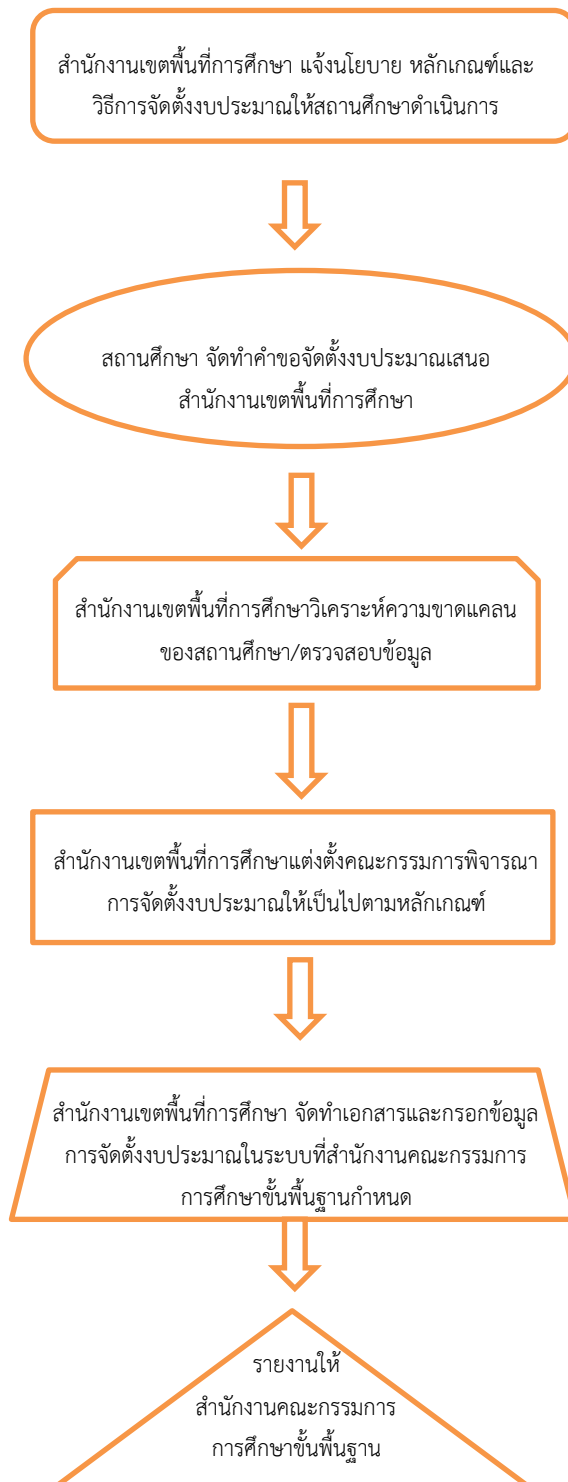 สำนักงานเขตพื้นที่การศึกษา แจ้งนโยบาย หลักเกณฑ์และ
วิธีการจัดตั้งงบประมาณให้สถานศึกษาดำเนินการ
สถานศึกษา จัดทำคำขอจัดตั้งงบประมาณเสนอ
สำนักงานเขตพื้นที่การศึกษา
สำนักงานเขตพื้นที่การศึกษาวิเคราะห์ความขาดแคลน
ของสถานศึกษา/ตรวจสอบข้อมูล
สำนักงานเขตพื้นที่การศึกษาแต่งตั้งคณะกรรมการพิจารณา
การจัดตั้งงบประมาณให้เป็นไปตามหลักเกณฑ์
สำนักงานเขตพื้นที่การศึกษา จัดทำเอกสารและกรอกข้อมูล
การจัดตั้งงบประมาณในระบบที่สำนักงานคณะกรรมการ
การศึกษาขั้นพื้นฐานกำหนด
รายงานให้
สำนักงานคณะกรรมการ
การศึกษาขั้นพื้นฐาน